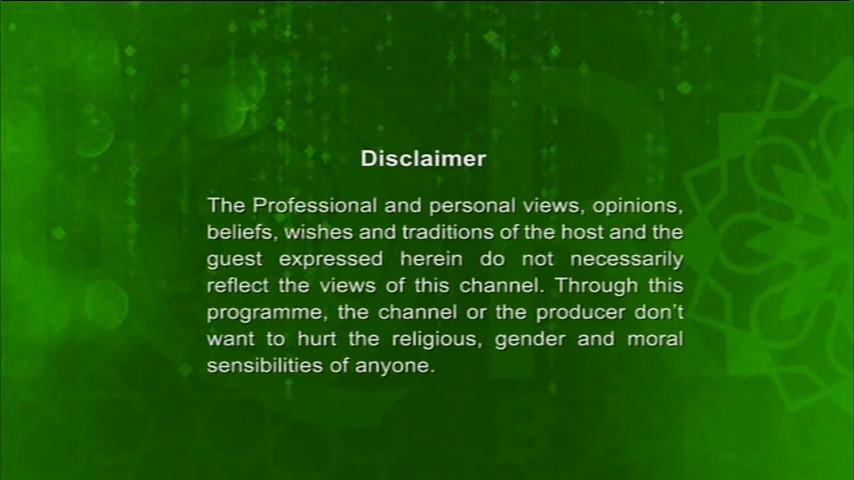 Disclaimer
The Professional and personal views, opinions,
beliefs, wishes and traditions of the host and the
guest expressed herein do not necessarily
reflect the views of this channel. Through this
programme, the channel or the producer don't
want to hurt the religious, gender and moral
sensibilities of anyone.